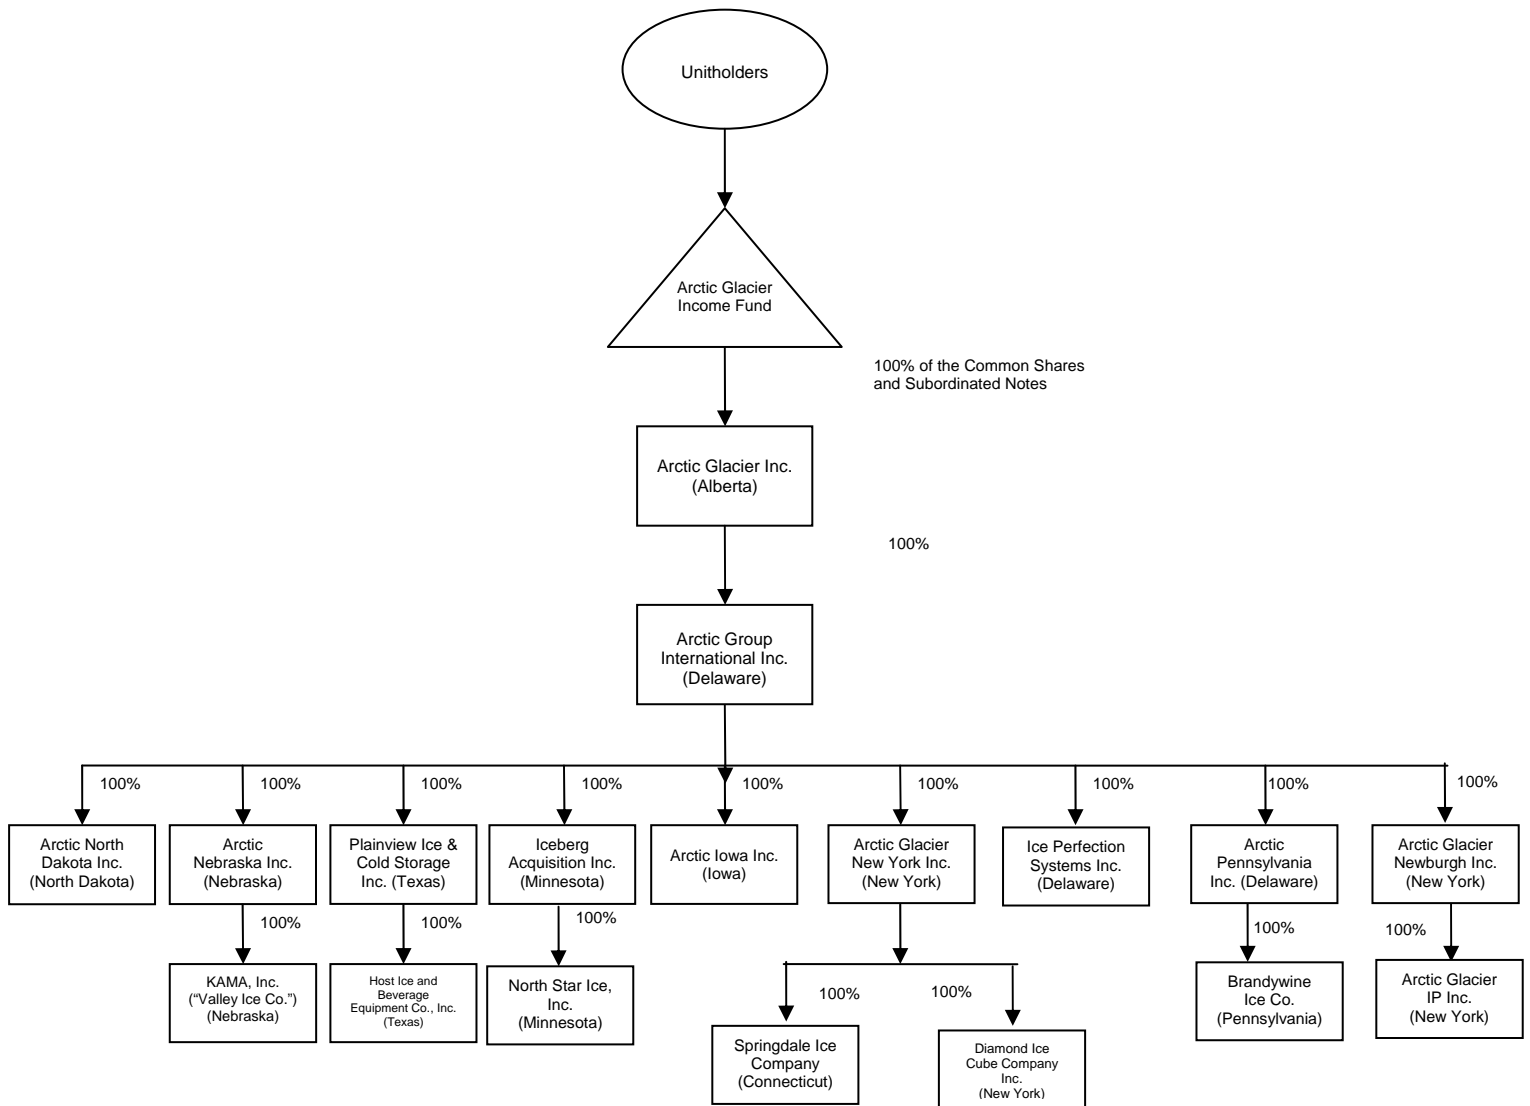 Unitholders
Arctic Glacier
Income Fund
100% of the Common Shares
and Subordinated Notes
Arctic Glacier Inc.
(Alberta)
100%
Arctic Group
International Inc.
(Delaware)
100%
100%
100%
100%
100%
100%
100%
100%
100%
Arctic North
Dakota Inc.
(North Dakota)
Arctic
Nebraska Inc.
(Nebraska)
Plainview Ice &
Cold Storage
Inc. (Texas)
Iceberg
Acquisition Inc.
(Minnesota)
Arctic Iowa Inc.
(Iowa)
Arctic Glacier
New York Inc.
(New York)
Ice Perfection
Systems Inc.
(Delaware)
Arctic
Pennsylvania
Inc. (Delaware)
Arctic Glacier
Newburgh Inc.
(New York)
100%
100%
100%
100%
100%
KAMA, Inc.
(“Valley Ice Co.”)
(Nebraska)
Host Ice and
Beverage
Equipment Co., Inc.
(Texas)
North Star Ice,
Inc.
(Minnesota)
100%
100%
Brandywine
Ice Co.
(Pennsylvania)
Arctic Glacier
IP Inc.
(New York)
Springdale Ice
Company
(Connecticut)
Diamond Ice
Cube Company
Inc.
(New York)